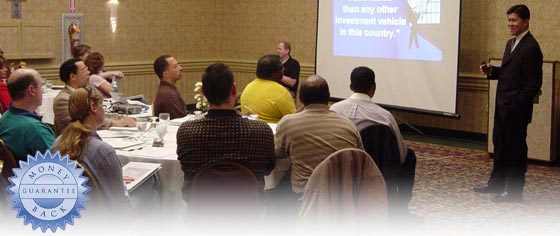 than any other
investment vehicle
in this country."
MONEY
GUARANTEE
BACK